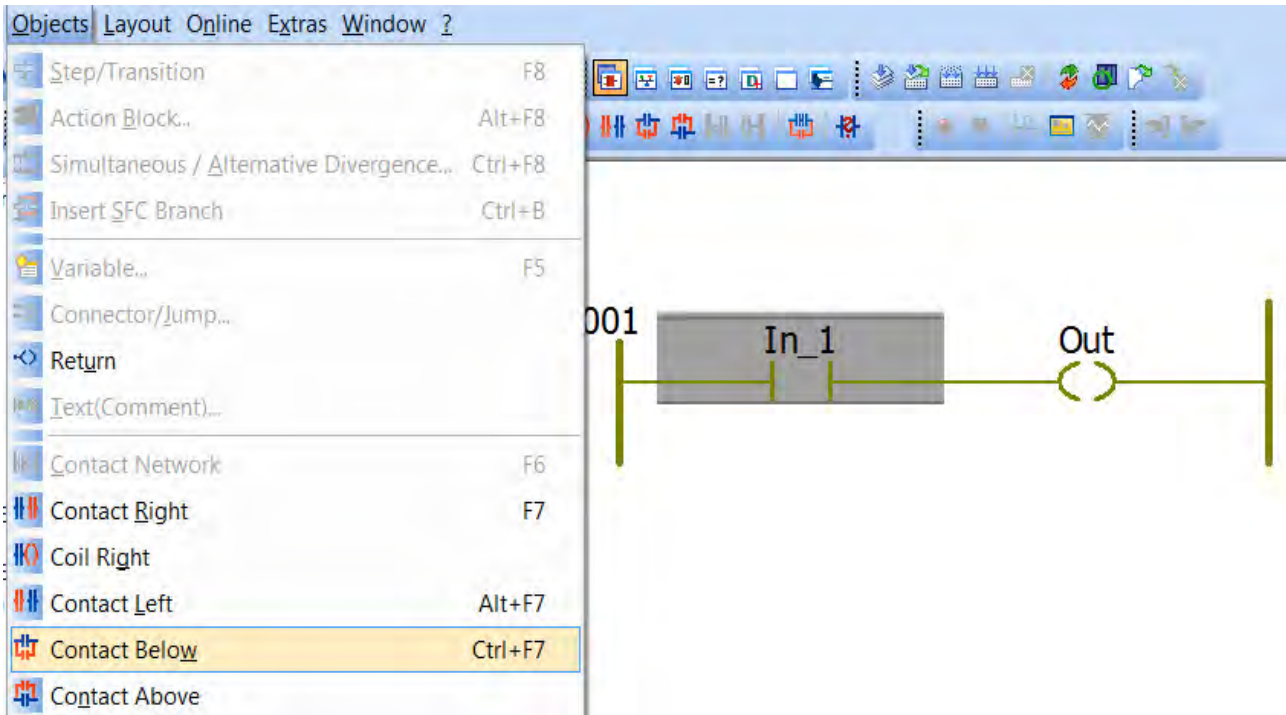 Objects Layout Online Extras Window ?
Step/Transition F8
Action Block... Alt+F8
Simultaneous / Alternative Divergence... Ctrl+F8
Insert SFC Branch Ctrl+B
Variable... F5
Connector/Jump...
Return
Text(Comment)...
Contact Network F6
Contact Right F7
Coil Right
Contact Left Alt+F7
Contact Below Ctrl+F7
Contact Above
001
In_1
Out